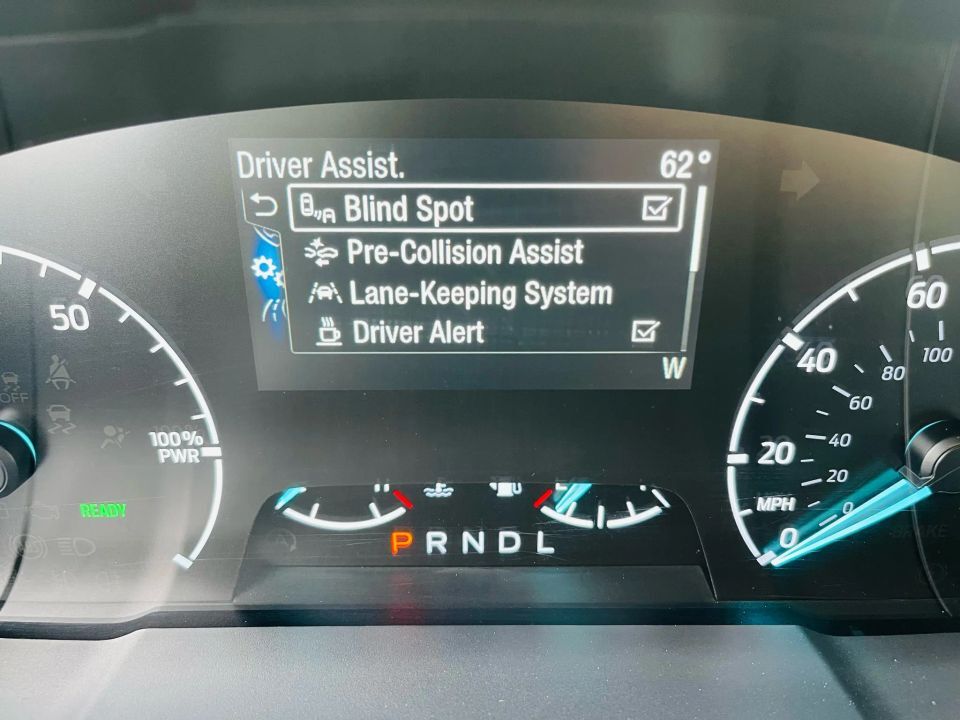 Driver Assist. 62°
Blind Spot
Pre-Collision Assist
Lane-Keeping System
Driver Alert
W
50
100%
PWR
READY
OFF
60
40
20
MPH
0
100
80
60
40
20
0
P R N D L
BRAKE